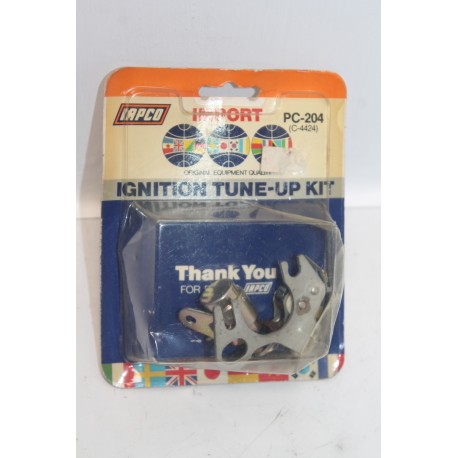 IAPCO
IMPORT
PC-204
(C-4424)
ORIGINAL EQUIPMENT QUALITY
IGNITION TUNE-UP KIT
Thank You
FOR
IAPCO